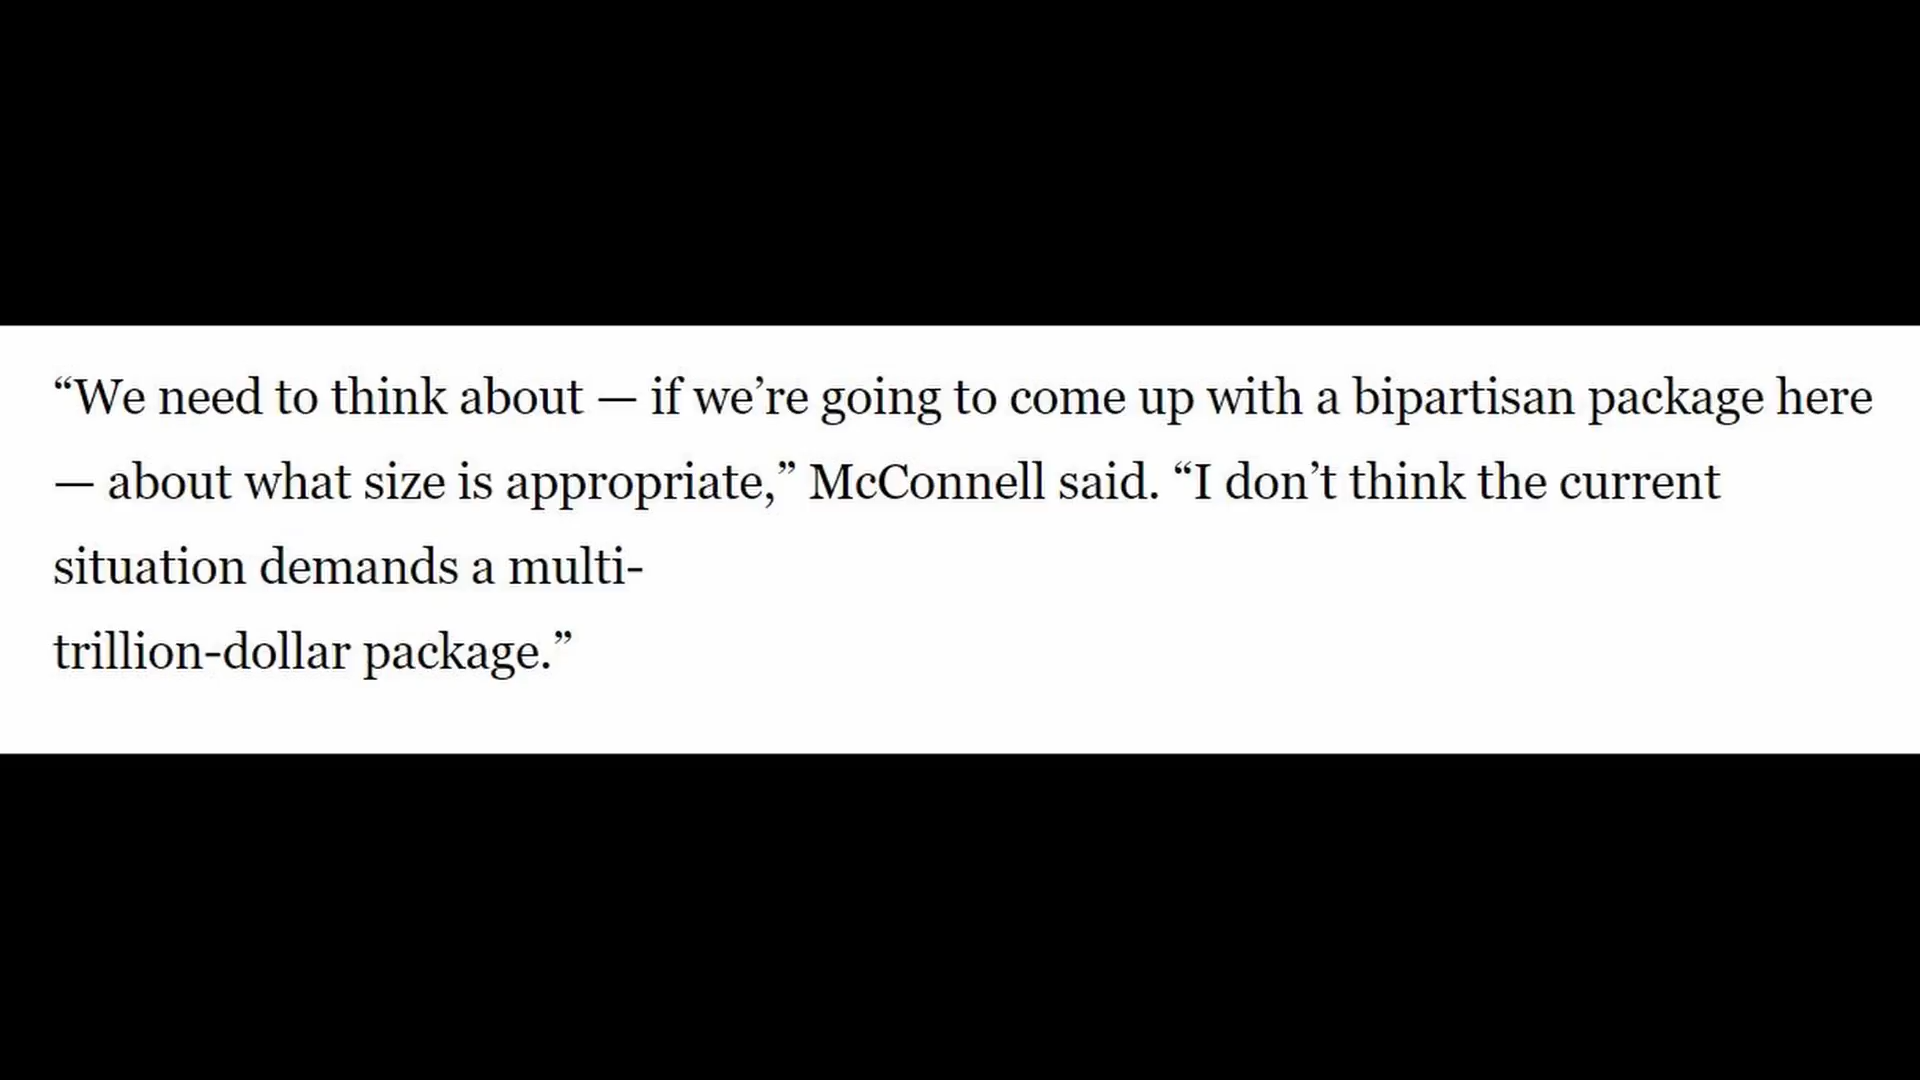 “We need to think about — if we’re going to come up with a bipartisan package here
— about what size is appropriate,” McConnell said. “I don’t think the current
situation demands a multi-
trillion-dollar package.”